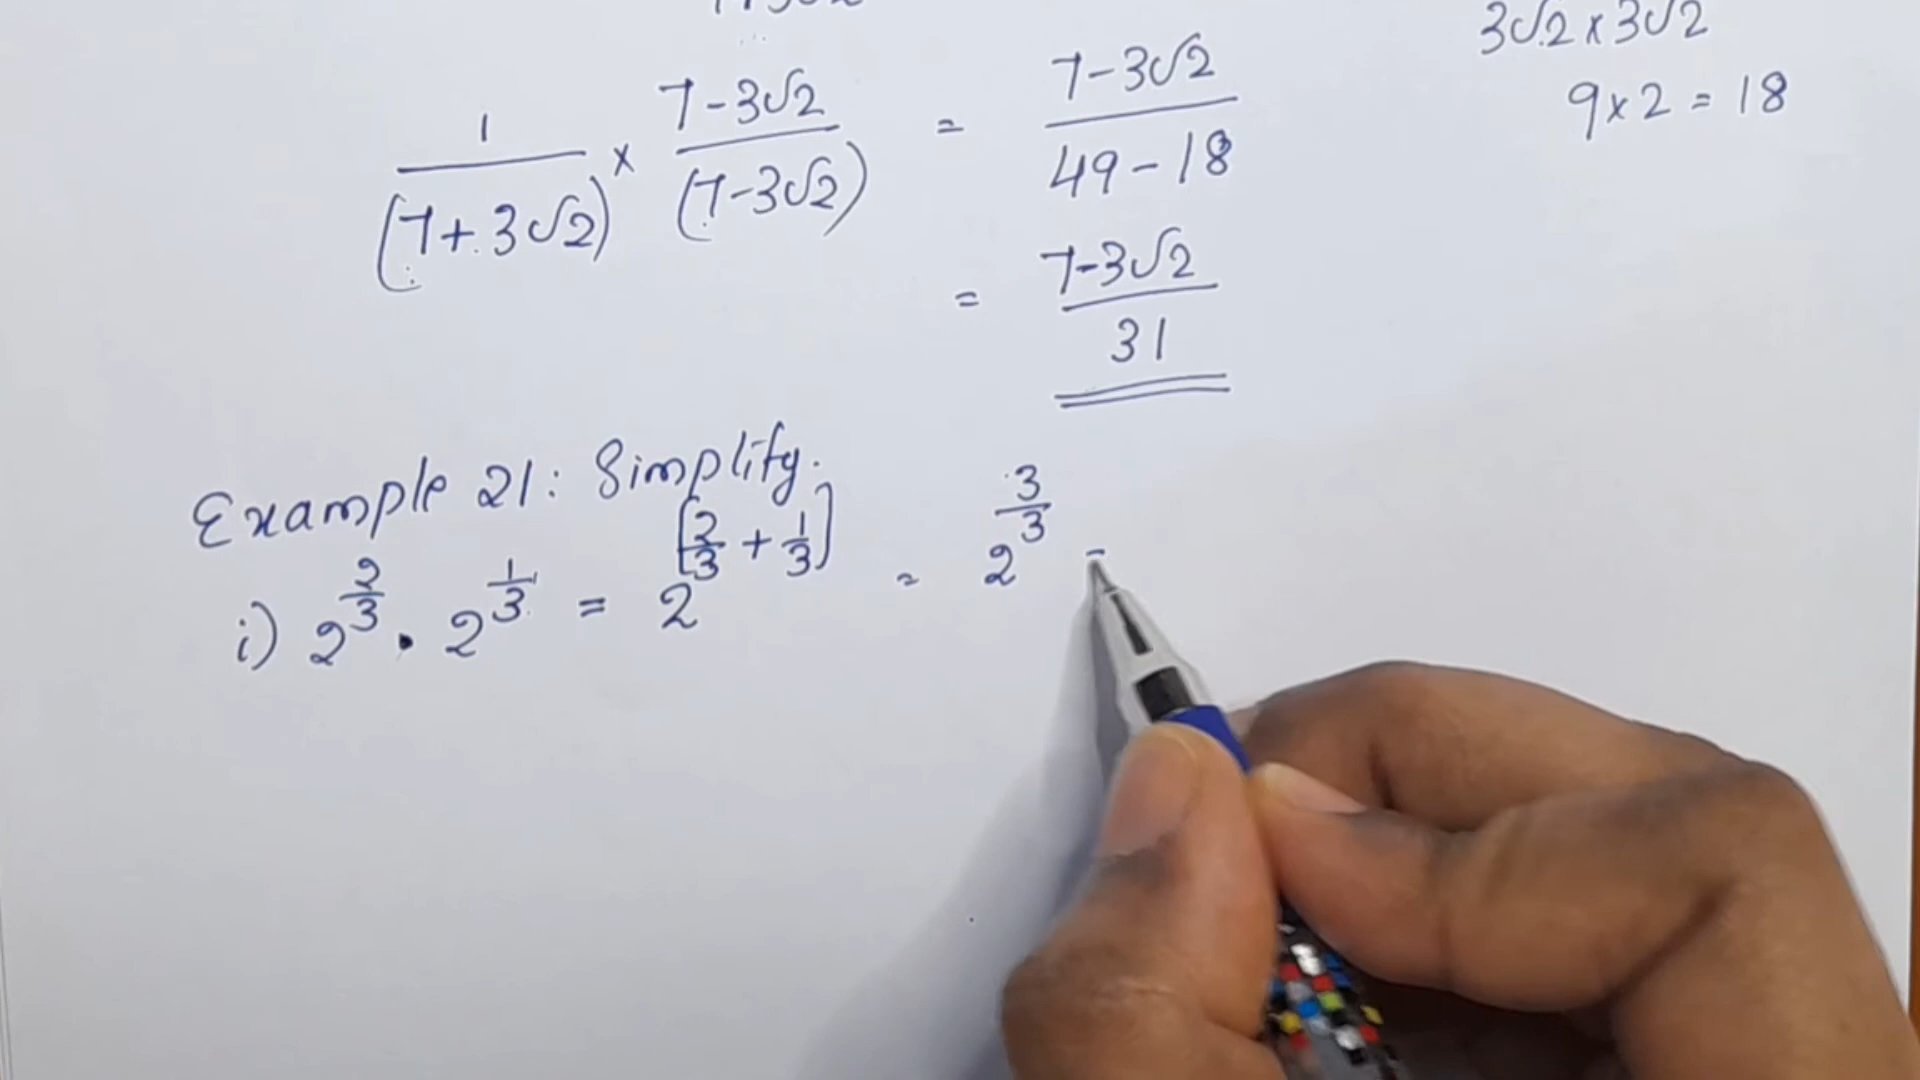 3√2 x 3√2
1/(7+3√2) x 7-3√2/(7-3√2) = 7-3√2/49-18
9x2 = 18
= 7-3√2/31
Example 21: Simplify.
i) 2^(2/3) . 2^(1/3) = 2^[2/3 + 1/3] = 2^(3/3) =